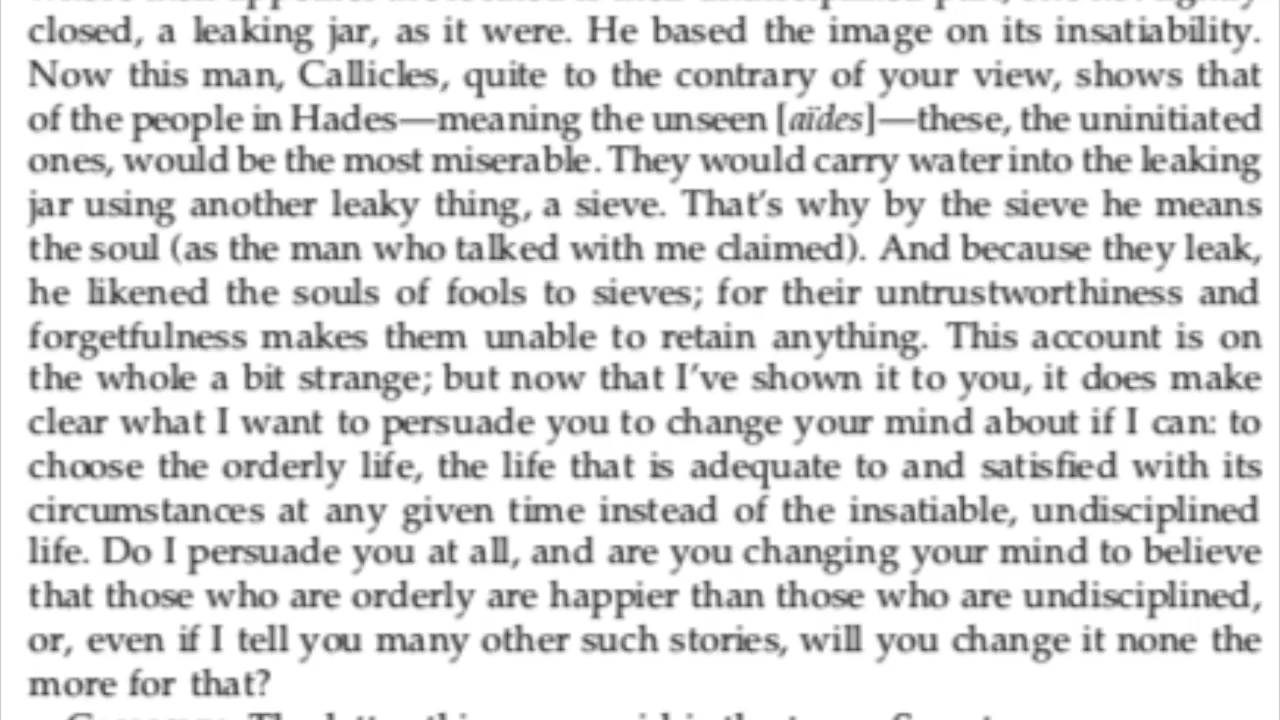 closed, a leaking jar, as it were. He based the image on its insatiability.
Now this man, Callicles, quite to the contrary of your view, shows that
of the people in Hades—meaning the unseen [aïdes]—these, the uninitiated
ones, would be the most miserable. They would carry water into the leaking
jar using another leaky thing, a sieve. That's why by the sieve he means
the soul (as the man who talked with me claimed). And because they leak,
he likened the souls of fools to sieves; for their untrustworthiness and
forgetfulness makes them unable to retain anything. This account is on
the whole a bit strange; but now that I've shown it to you, it does make
clear what I want to persuade you to change your mind about if I can: to
choose the orderly life, the life that is adequate to and satisfied with its
circumstances at any given time instead of the insatiable, undisciplined
life. Do I persuade you at all, and are you changing your mind to believe
that those who are orderly are happier than those who are undisciplined,
or, even if I tell you many other such stories, will you change it none the
more for that?